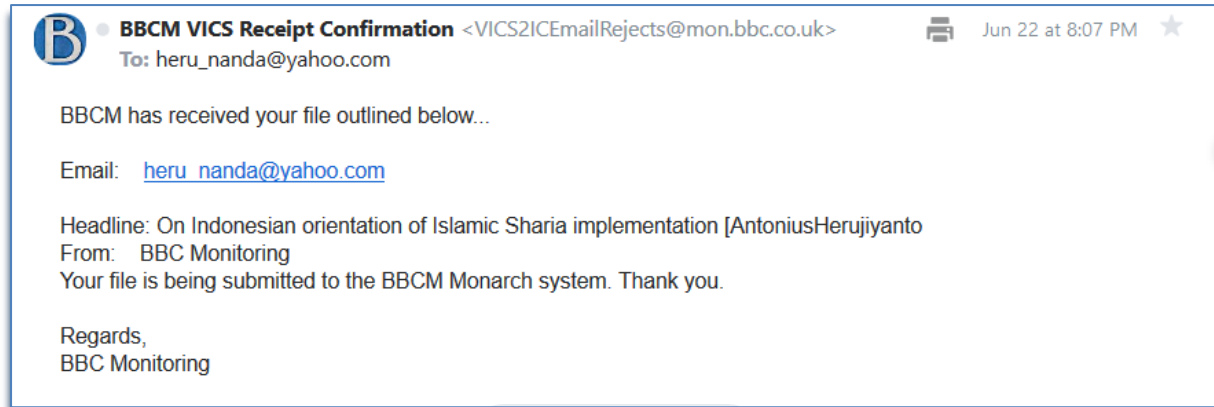 B
BBCM VICS Receipt Confirmation <VICS2ICEmailRejects@mon.bbc.co.uk> Jun 22 at 8:07 PM
To: heru_nanda@yahoo.com
BBCM has received your file outlined below...
Email: heru_nanda@yahoo.com
Headline: On Indonesian orientation of Islamic Sharia implementation [AntoniusHerujiyanto
From: BBC Monitoring
Your file is being submitted to the BBCM Monarch system. Thank you.
Regards,
BBC Monitoring